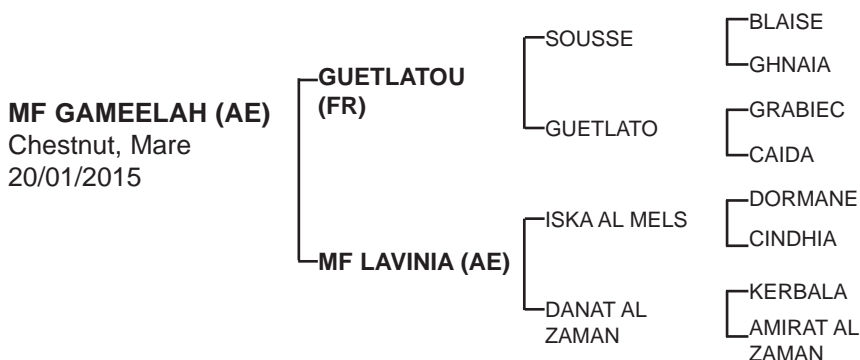 MF GAMEELAH (AE)
Chestnut, Mare
20/01/2015
GUETLATOU
(FR)
MF LAVINIA (AE)
SOUSSE
GUETLATO
ISKA AL MELS
DANAT AL
ZAMAN
BLAISE
GHNAIA
GRABIEC
CAIDA
DORMANE
CINDHIA
KERBALA
AMIRAT AL
ZAMAN